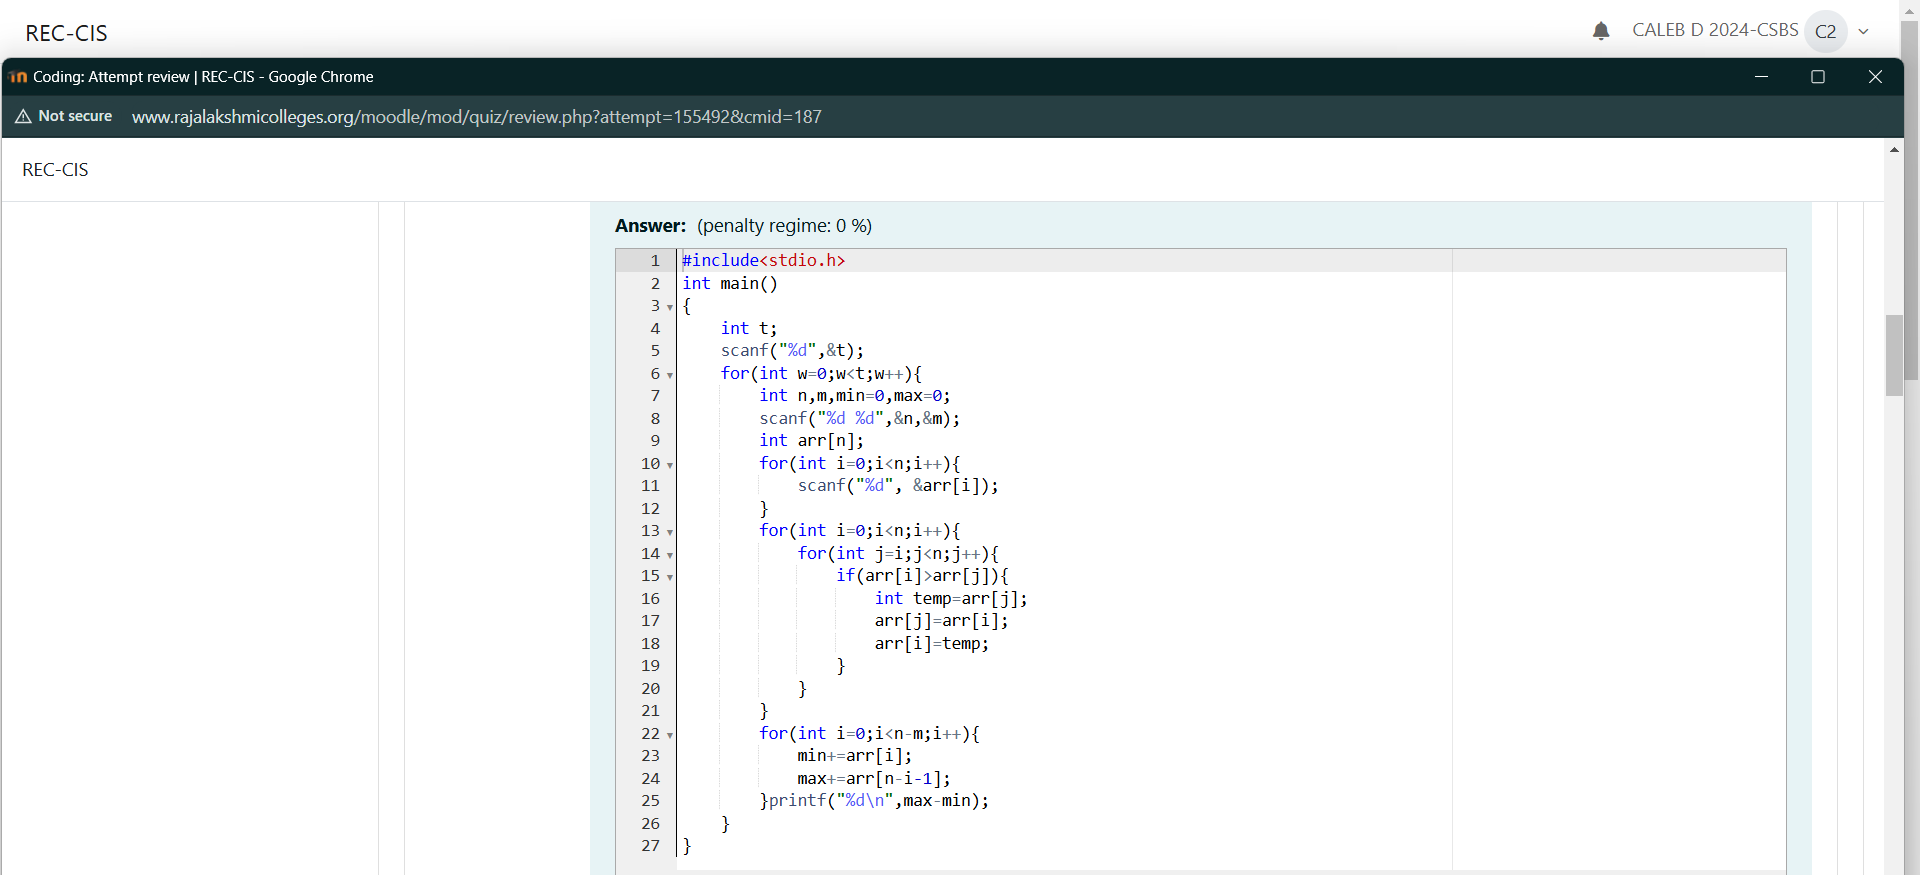 REC-CIS
CALEB D 2024-CSBS C2
Coding: Attempt review | REC-CIS - Google Chrome
Not secure www.rajalakshmicolleges.org/moodle/mod/quiz/review.php?attempt=155492&cmid=187
REC-CIS
Answer: (penalty regime: 0 %)
1 #include<stdio.h>
2 int main()
3 {
4     int t;
5     scanf("%d",&t);
6     for(int w=0;w<t;w++){
7         int n,m,min=0,max=0;
8         scanf("%d %d",&n,&m);
9         int arr[n];
10         for(int i=0;i<n;i++){
11             scanf("%d", &arr[i]);
12         }
13         for(int i=0;i<n;i++){
14             for(int j=i;j<n;j++){
15                 if(arr[i]>arr[j]){
16                     int temp=arr[j];
17                     arr[j]=arr[i];
18                     arr[i]=temp;
19                 }
20             }
21         }
22         for(int i=0;i<n-m;i++){
23             min+=arr[i];
24             max+=arr[n-i-1];
25         }printf("%d\n",max-min);
26     }
27 }